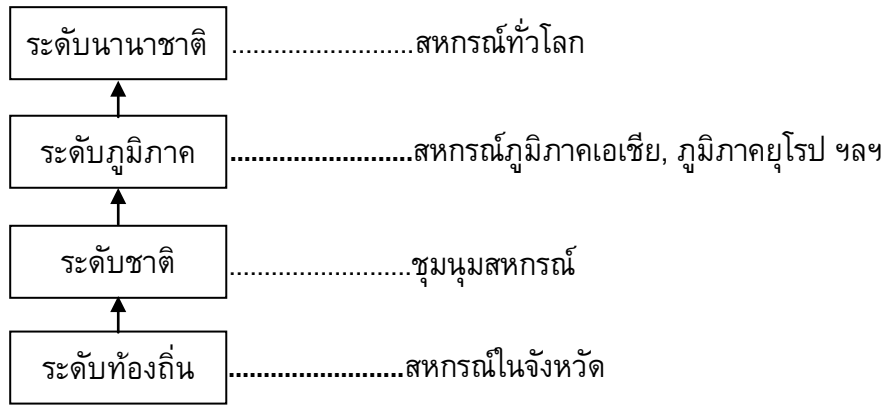 ระดับนานาชาติ ..........................สหกรณ์ทั่วโลก
ระดับภูมิภาค ..........................สหกรณ์ภูมิภาคเอเชีย, ภูมิภาคยุโรป ฯลฯ
ระดับชาติ ..........................ชุมนุมสหกรณ์
ระดับท้องถิ่น .........................สหกรณ์ในจังหวัด